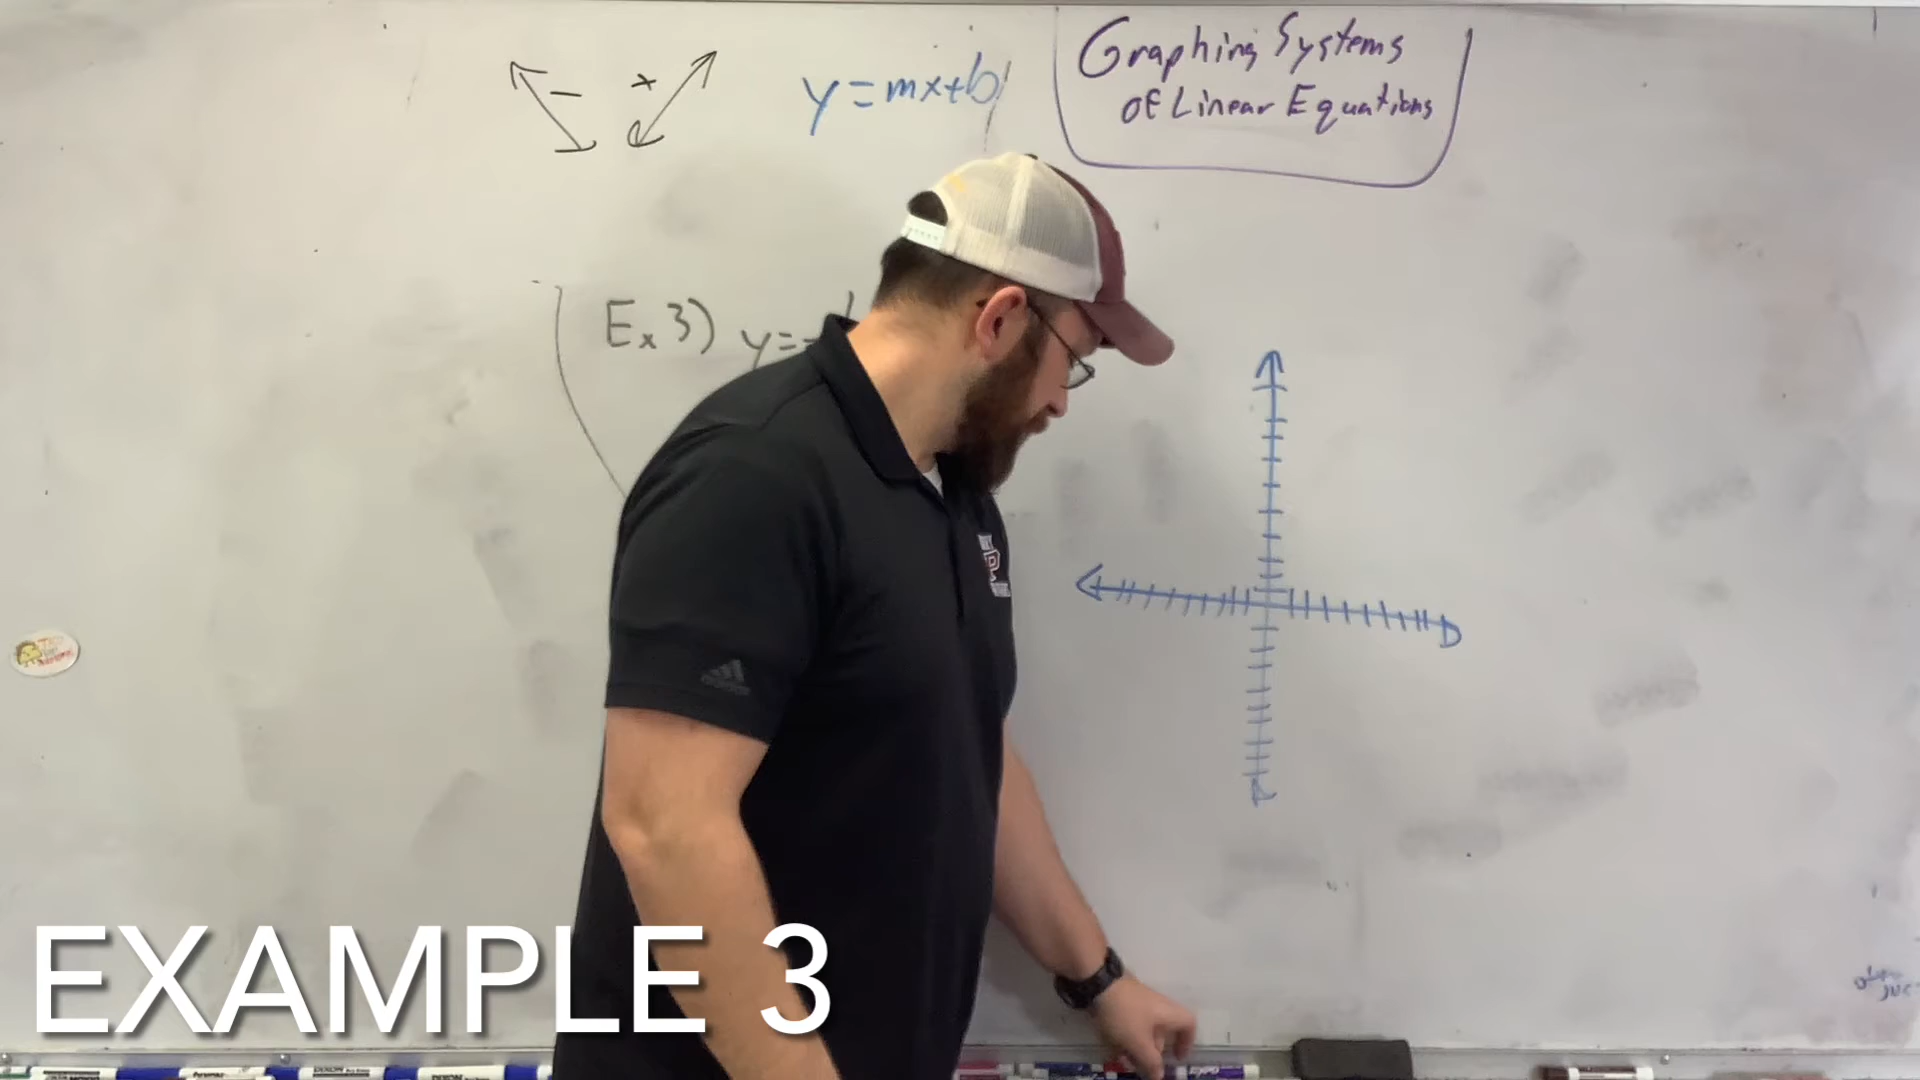 - +
y=mx+b
Graphing Systems
of Linear Equations
Ex 3) y=-
EXAMPLE 3